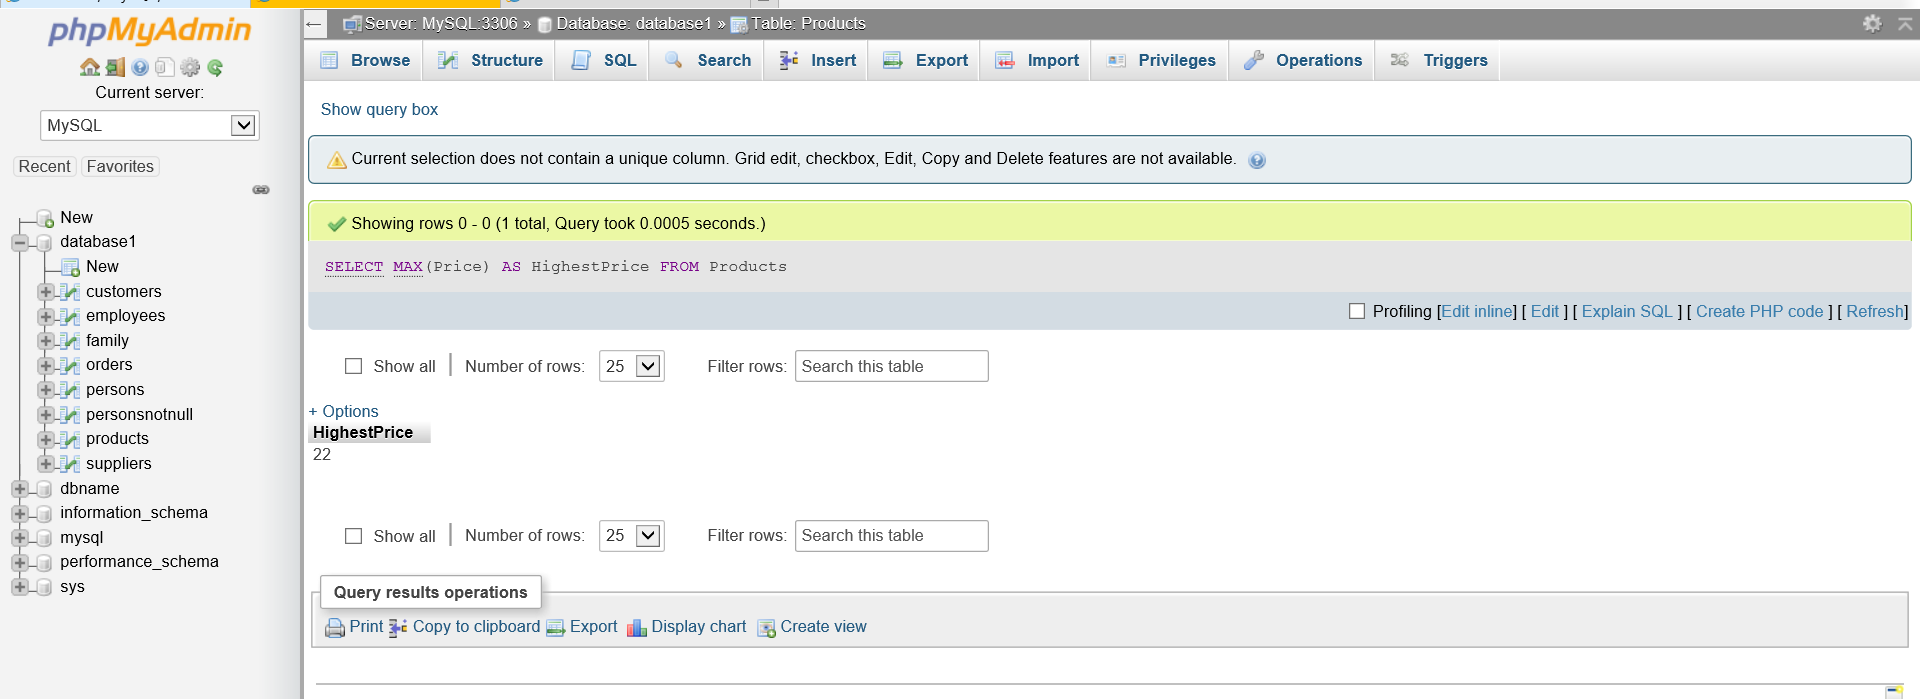 phpMyAdmin
Current server:
MySQL
Recent Favorites
New
database1
New
customers
employees
family
orders
persons
personsnotnull
products
suppliers
dbname
information_schema
mysql
performance_schema
sys
Server: MySQL:3306 » Database: database1 » Table: Products
Browse Structure SQL Search Insert Export Import Privileges Operations Triggers
Show query box
Current selection does not contain a unique column. Grid edit, checkbox, Edit, Copy and Delete features are not available.
Showing rows 0 - 0 (1 total, Query took 0.0005 seconds.)
SELECT MAX(Price) AS HighestPrice FROM Products
Profiling [Edit inline] [ Edit ] [ Explain SQL ] [ Create PHP code ] [ Refresh]
Show all | Number of rows: 25 Filter rows: Search this table
+ Options
HighestPrice
22
Show all | Number of rows: 25 Filter rows: Search this table
Query results operations
Print Copy to clipboard Export Display chart Create view